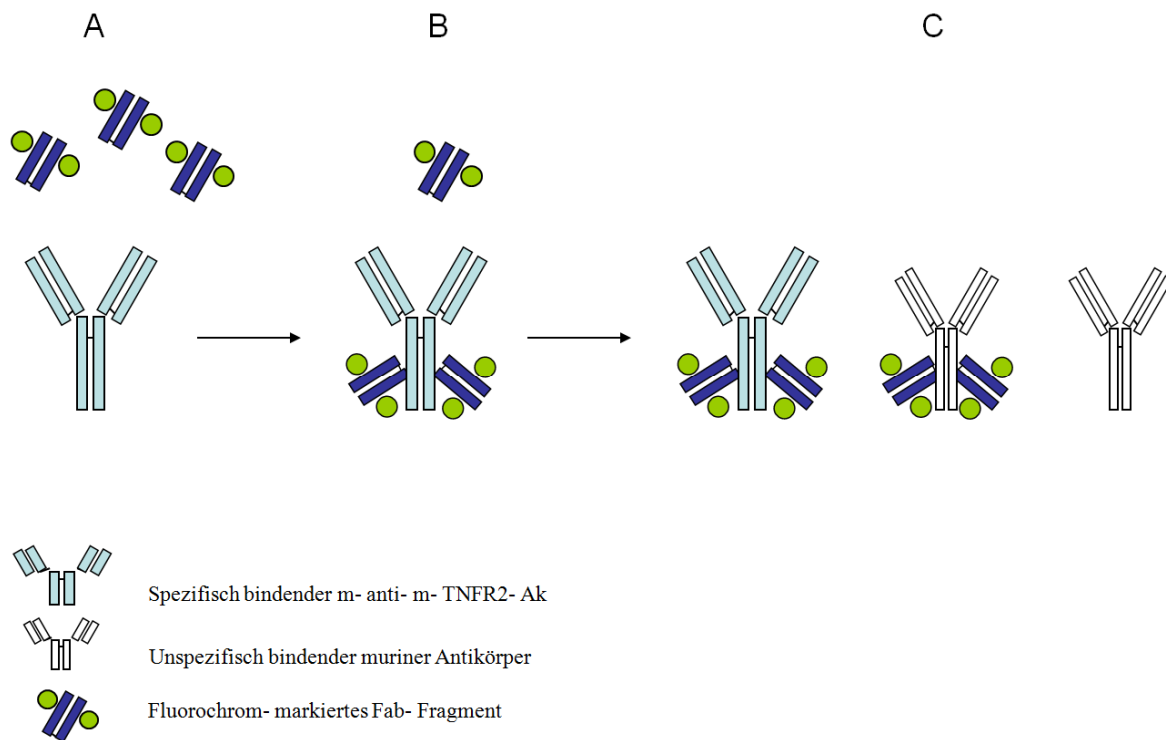 A
B
C
Spezifisch bindender m- anti- m- TNFR2- Ak
Unspezifisch bindender muriner Antikörper
Fluorochrom- markiertes Fab- Fragment